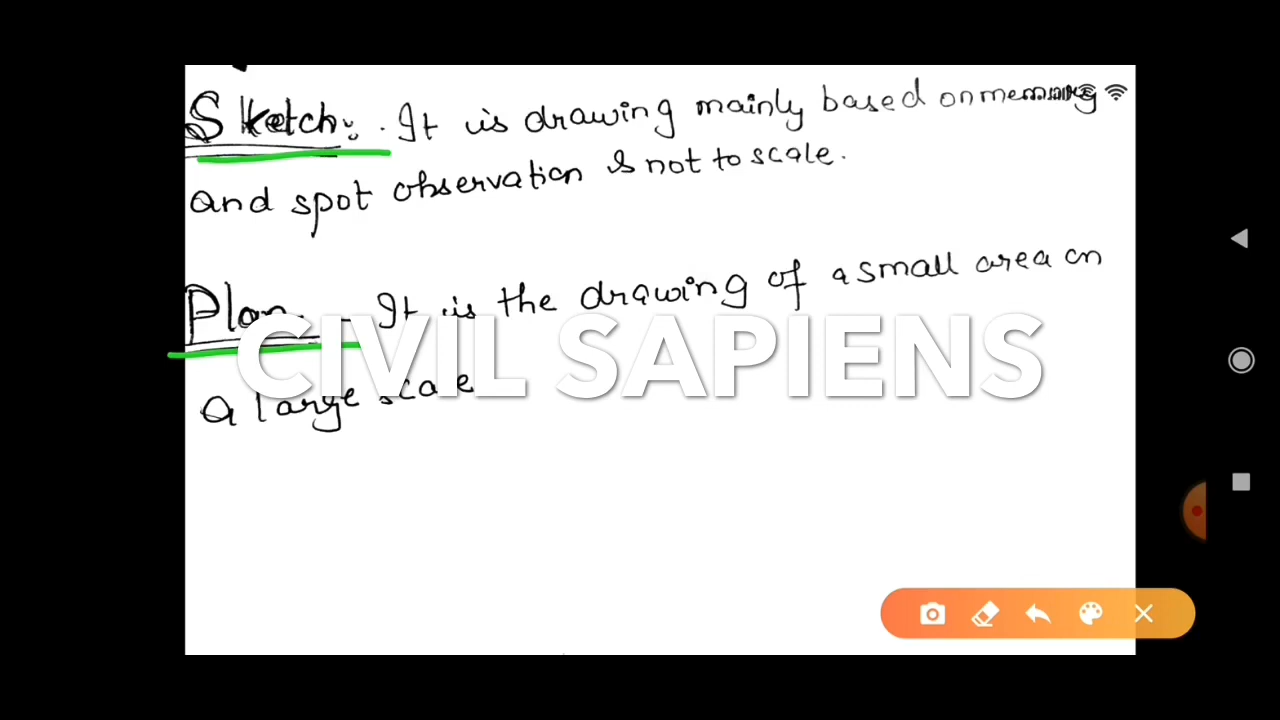 Sketch:. It is drawing mainly based on memory
and spot observation is not to scale.
Plan. - It is the drawing of a small area on
CIVIL SAPIENS
a large scale